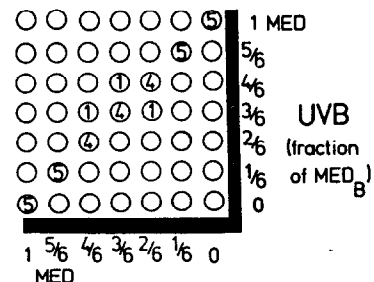 5 1 MED
5 5/6
1 4 4/6
1 4 1 3/6 UVB
4 2/6 (fraction
5 1/6 of MED_B)
5 0
1 5/6 4/6 3/6 2/6 1/6 0
MED